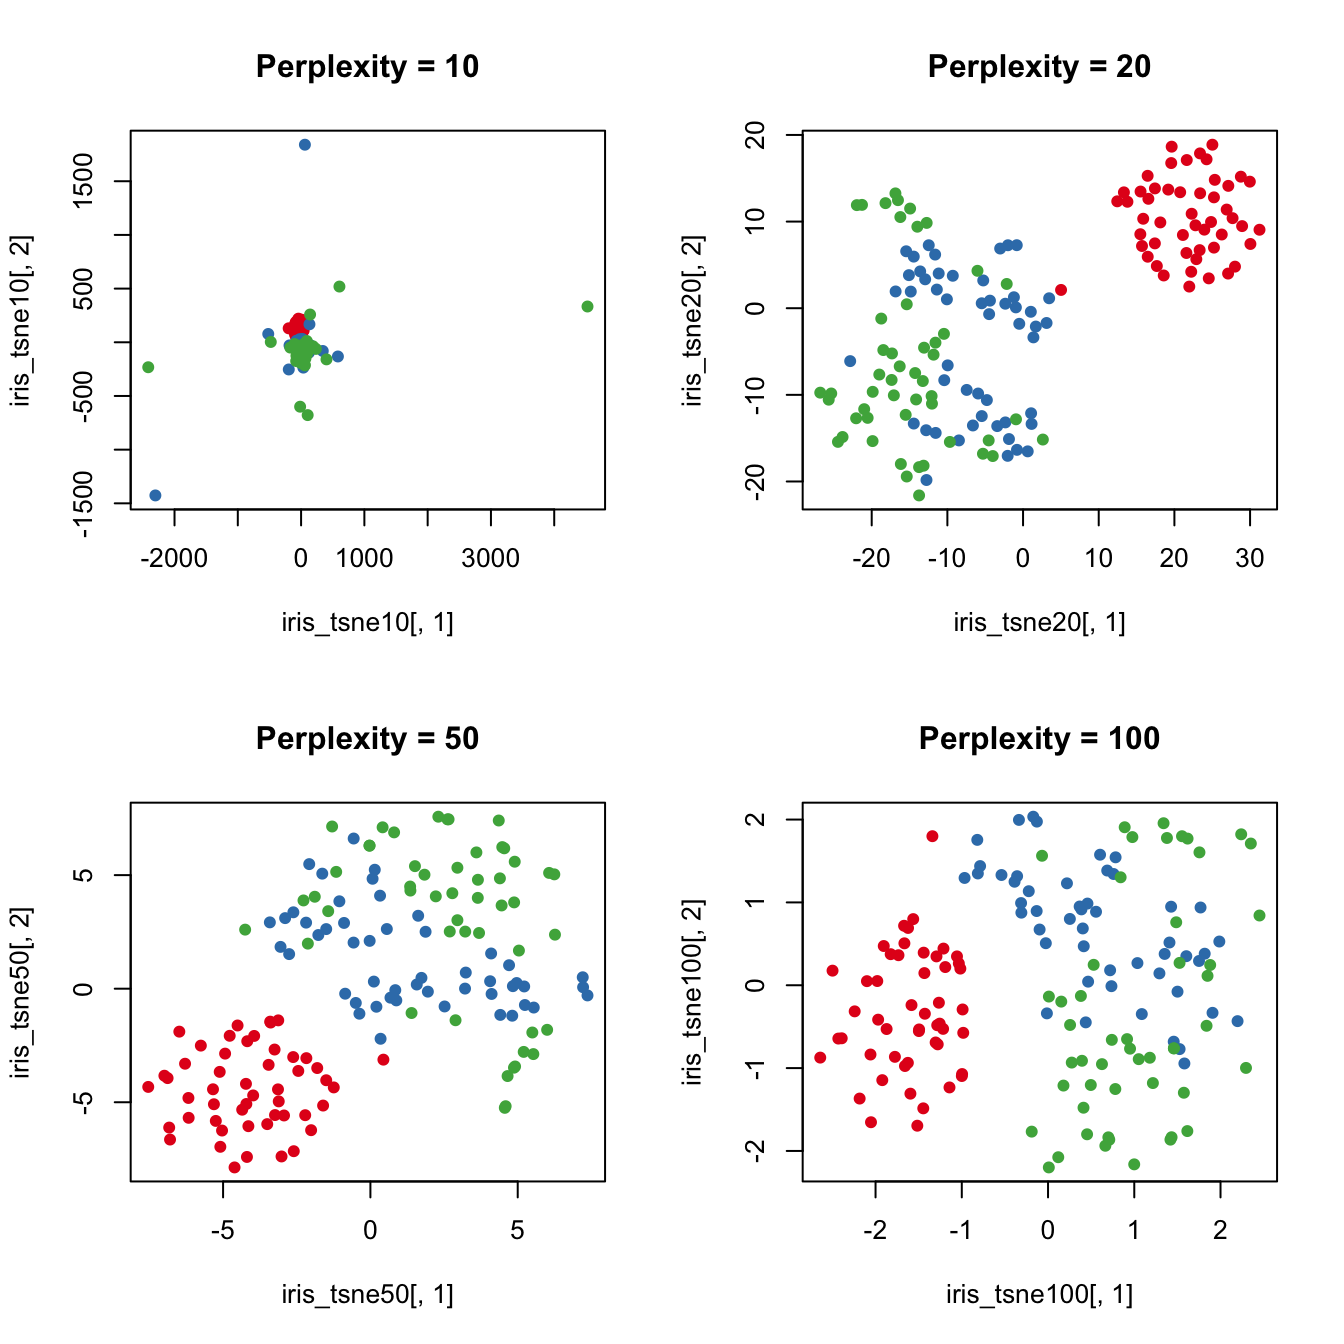 Perplexity = 10
1500
500
-500
-1500
iris_tsne10[, 2]
-2000 0 1000 3000
iris_tsne10[, 1]
Perplexity = 20
20
10
0
-10
-20
iris_tsne20[, 2]
-20 -10 0 10 20 30
iris_tsne20[, 1]
Perplexity = 50
5
0
-5
iris_tsne50[, 2]
-5 0 5
iris_tsne50[, 1]
Perplexity = 100
2
1
0
-1
-2
iris_tsne100[, 2]
-2 -1 0 1 2
iris_tsne100[, 1]